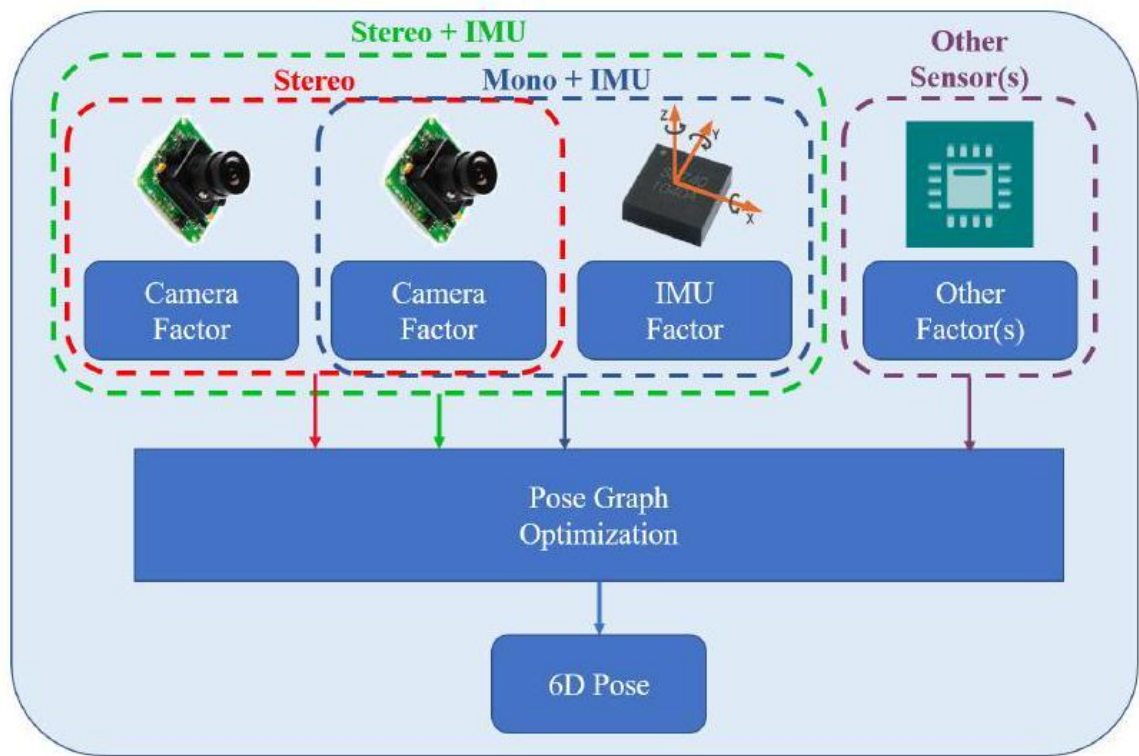 Stereo + IMU
Other
Sensor(s)
Stereo
Mono + IMU
Z
Y
X
Camera
Factor
Camera
Factor
IMU
Factor
Other
Factor(s)
Pose Graph
Optimization
6D Pose